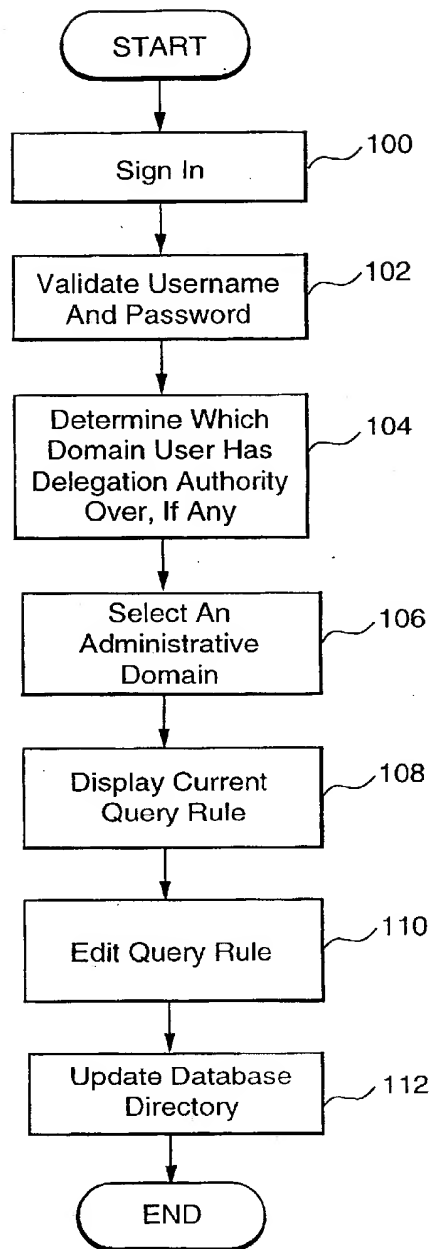 START
Sign In
100
Validate Username
And Password
102
Determine Which
Domain User Has
Delegation Authority
Over, If Any
104
Select An
Administrative
Domain
106
Display Current
Query Rule
108
Edit Query Rule
110
Update Database
Directory
112
END